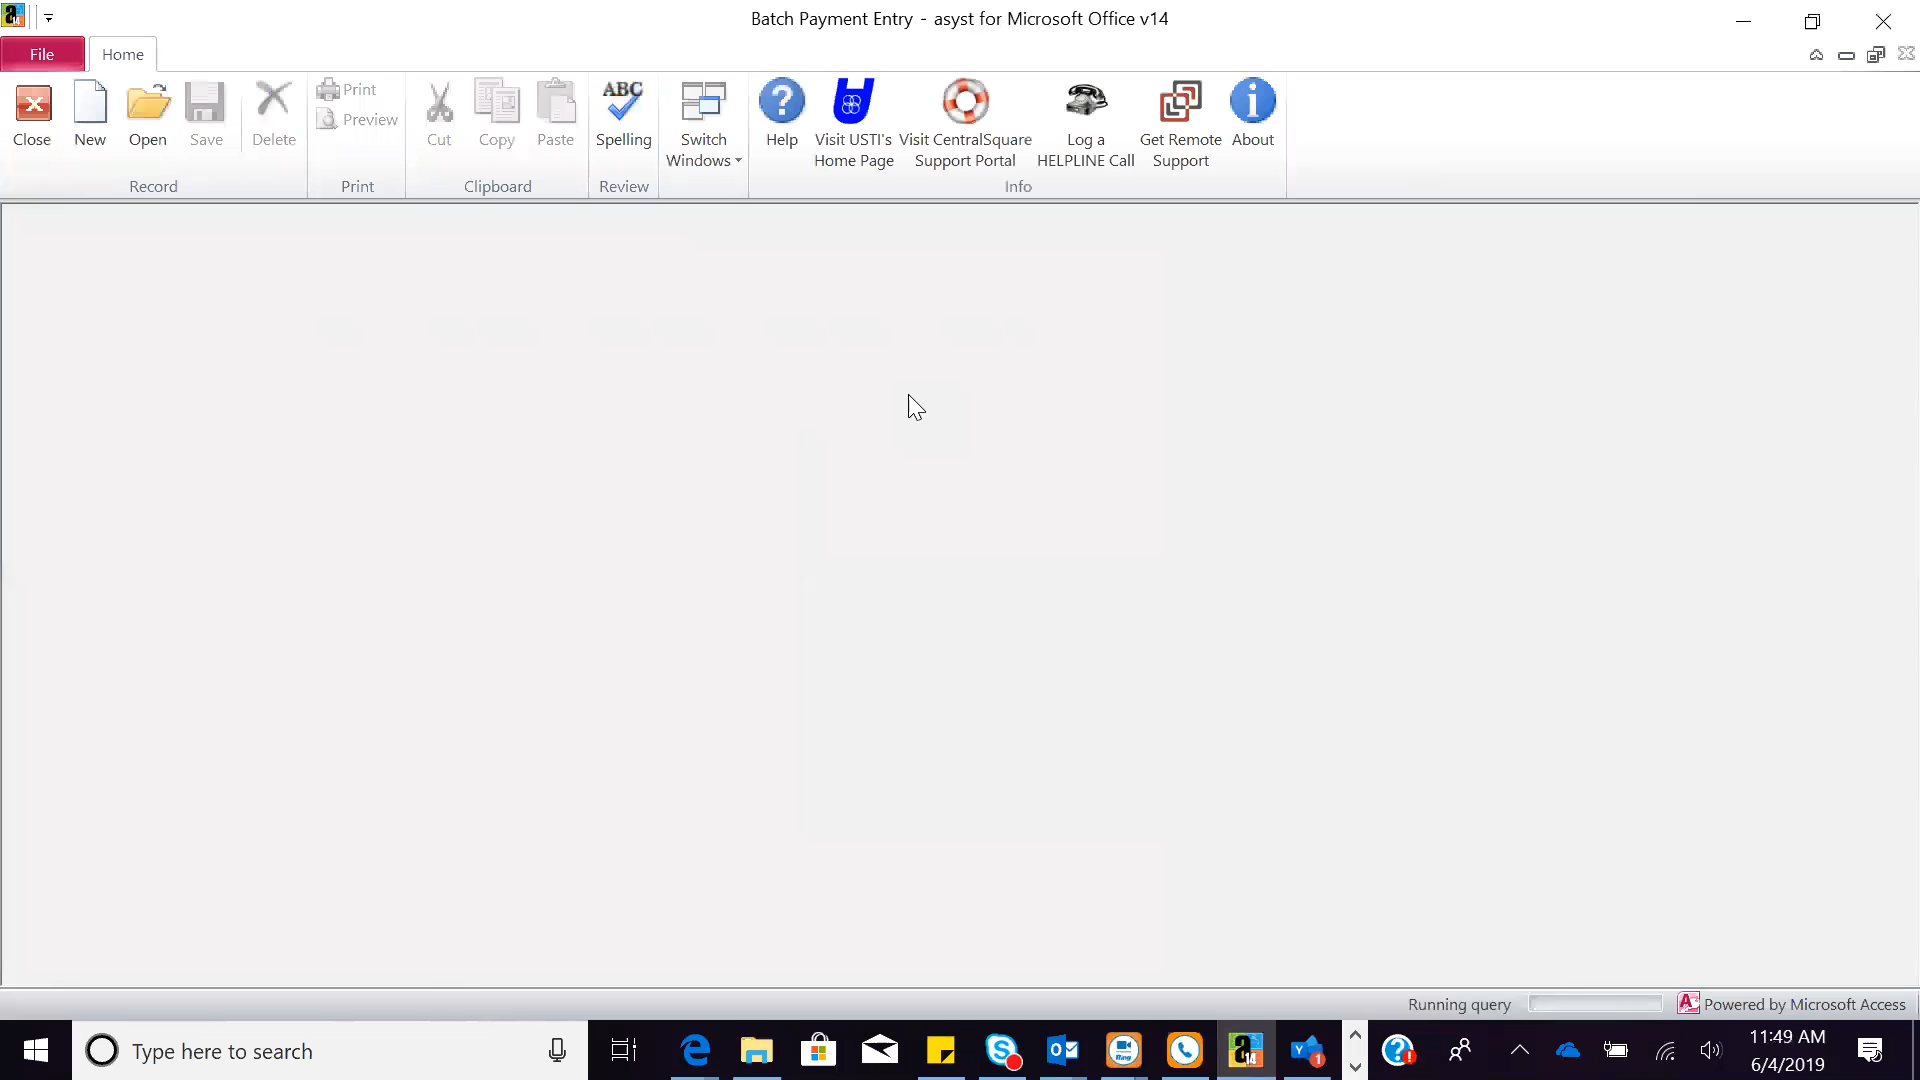 Batch Payment Entry - asyst for Microsoft Office v14
File Home
Close New Open Save Delete
Print
Preview
Cut Copy Paste
ABC
Spelling
Switch
Windows
Help
Visit USTI's
Home Page
Visit CentralSquare
Support Portal
Log a
HELPLINE Call
Get Remote
Support
About
Record Print Clipboard Review Info
Running query
Powered by Microsoft Access
Type here to search
11:49 AM
6/4/2019